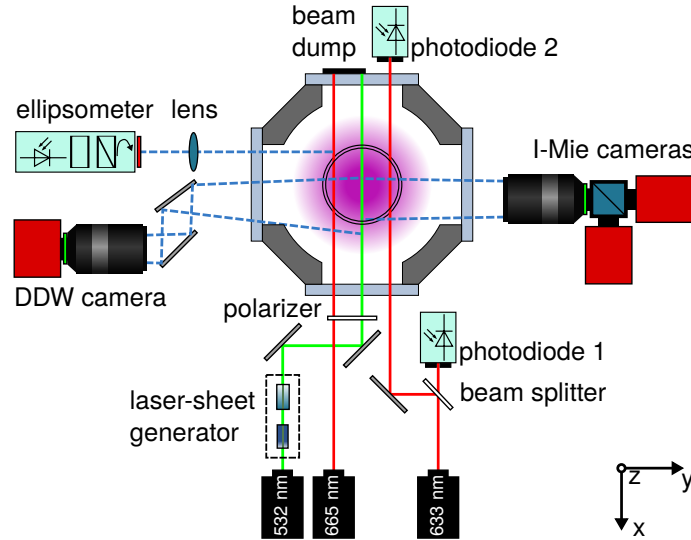 beam
dump
photodiode 2
ellipsometer
lens
I-Mie cameras
DDW camera
polarizer
photodiode 1
beam splitter
laser-sheet
generator
532 nm
665 nm
633 nm
z
y
x